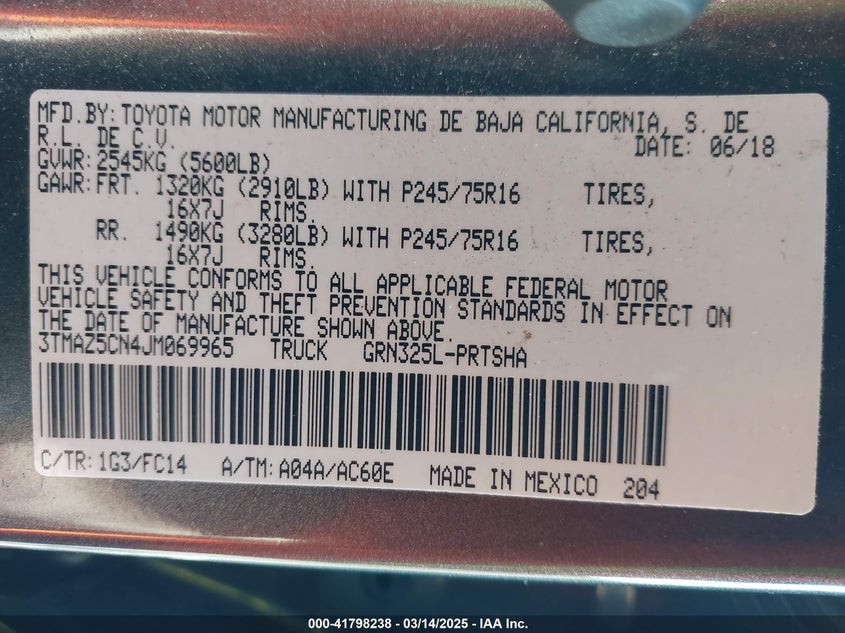 MFD.BY: TOYOTA MOTOR MANUFACTURING DE BAJA CALIFORNIA, S. DE
R.L. DE C.V.
DATE: 06/18
GVWR: 2545KG (5600LB)
GAWR: FRT. 1320KG (2910LB) WITH P245/75R16 TIRES,
16X7J RIMS.
RR. 1490KG (3280LB) WITH P245/75R16 TIRES,
16X7J RIMS.
THIS VEHICLE CONFORMS TO ALL APPLICABLE FEDERAL MOTOR
VEHICLE SAFETY AND THEFT PREVENTION STANDARDS IN EFFECT ON
THE DATE OF MANUFACTURE SHOWN ABOVE.
3TMAZ5CN4JM069965 TRUCK GRN325L-PRTSHA
C/TR: 1G3/FC14 A/TM: A04A/AC60E MADE IN MEXICO 204
000-41798238 - 03/14/2025 - IAA Inc.